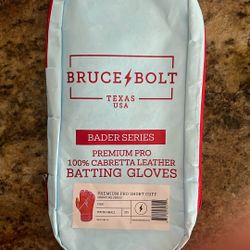 BRUCE BOLT
TEXAS
USA
BADER SERIES
PREMIUM PRO
100% CABRETTA LEATHER
BATTING GLOVES
PREMIUM PRO SHORT CUFF